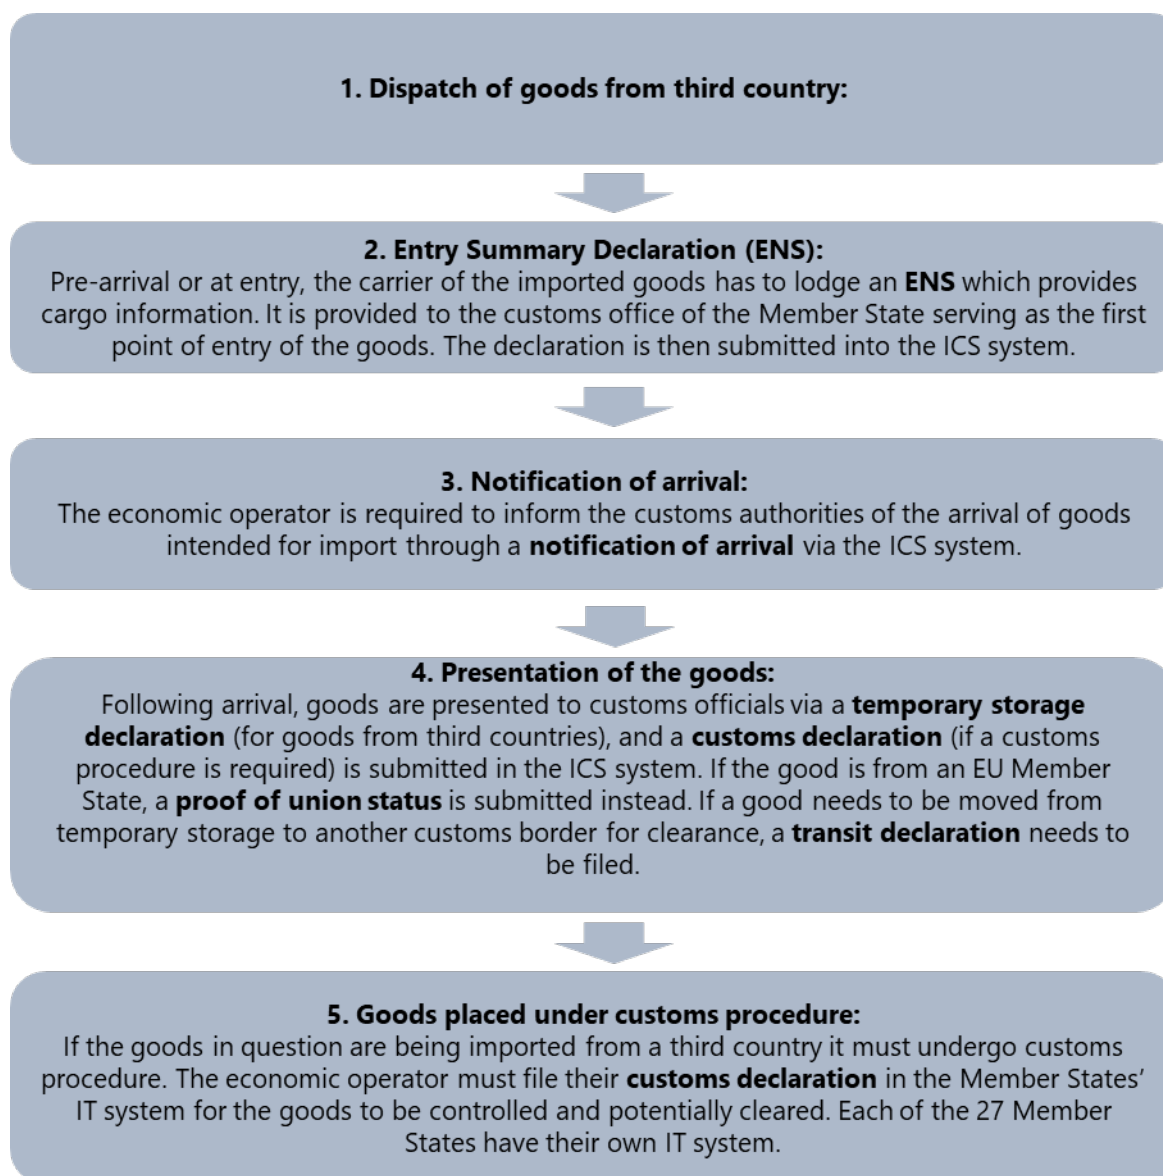 1. Dispatch of goods from third country:
2. Entry Summary Declaration (ENS):
Pre-arrival or at entry, the carrier of the imported goods has to lodge an ENS which provides
cargo information. It is provided to the customs office of the Member State serving as the first
point of entry of the goods. The declaration is then submitted into the ICS system.
3. Notification of arrival:
The economic operator is required to inform the customs authorities of the arrival of goods
intended for import through a notification of arrival via the ICS system.
4. Presentation of the goods:
Following arrival, goods are presented to customs officials via a temporary storage
declaration (for goods from third countries), and a customs declaration (if a customs
procedure is required) is submitted in the ICS system. If the good is from an EU Member
State, a proof of union status is submitted instead. If a good needs to be moved from
temporary storage to another customs border for clearance, a transit declaration needs to
be filed.
5. Goods placed under customs procedure:
If the goods in question are being imported from a third country it must undergo customs
procedure. The economic operator must file their customs declaration in the Member States’
IT system for the goods to be controlled and potentially cleared. Each of the 27 Member
States have their own IT system.